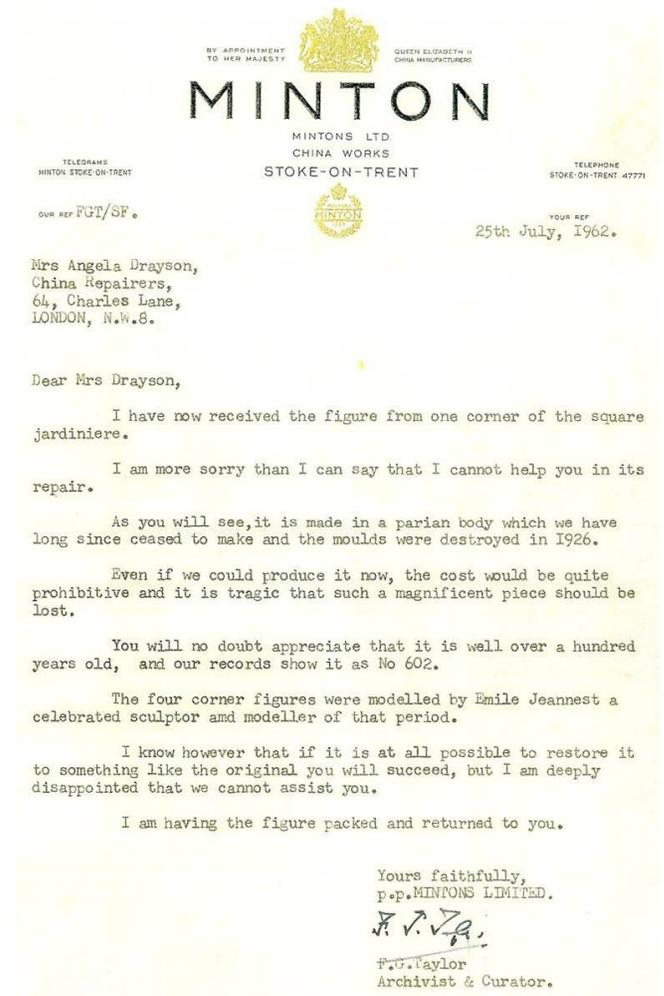 BY APPOINTMENT
TO HER MAJESTY
QUEEN ELIZABETH II
CHINA MANUFACTURERS
MINTON
MINTONS LTD
CHINA WORKS
STOKE-ON-TRENT
TELEGRAMS
MINTON STOKE-ON-TRENT
TELEPHONE
STOKE-ON-TRENT 47771
MINTON
OUR REF FGT/SF.
YOUR REF
25th July, I962.
Mrs Angela Drayson,
China Repairers,
64, Charles Lane,
LONDON, N.W.8.
Dear Mrs Drayson,
I have now received the figure from one corner of the square
jardiniere.
I am more sorry than I can say that I cannot help you in its
repair.
As you will see,it is made in a parian body which we have
long since ceased to make and the moulds were destroyed in I926.
Even if we could produce it now, the cost would be quite
prohibitive and it is tragic that such a magnificent piece should be
lost.
You will no doubt appreciate that it is well over a hundred
years old, and our records show it as No 602.
The four corner figures were modelled by Emile Jeannest a
celebrated sculptor amd modeller of that period.
I know however that if it is at all possible to restore it
to something like the original you will succeed, but I am deeply
disappointed that we cannot assist you.
I am having the figure packed and returned to you.
Yours faithfully,
p.p.MINTONS LIMITED.
F.G.Taylor
Archivist & Curator.